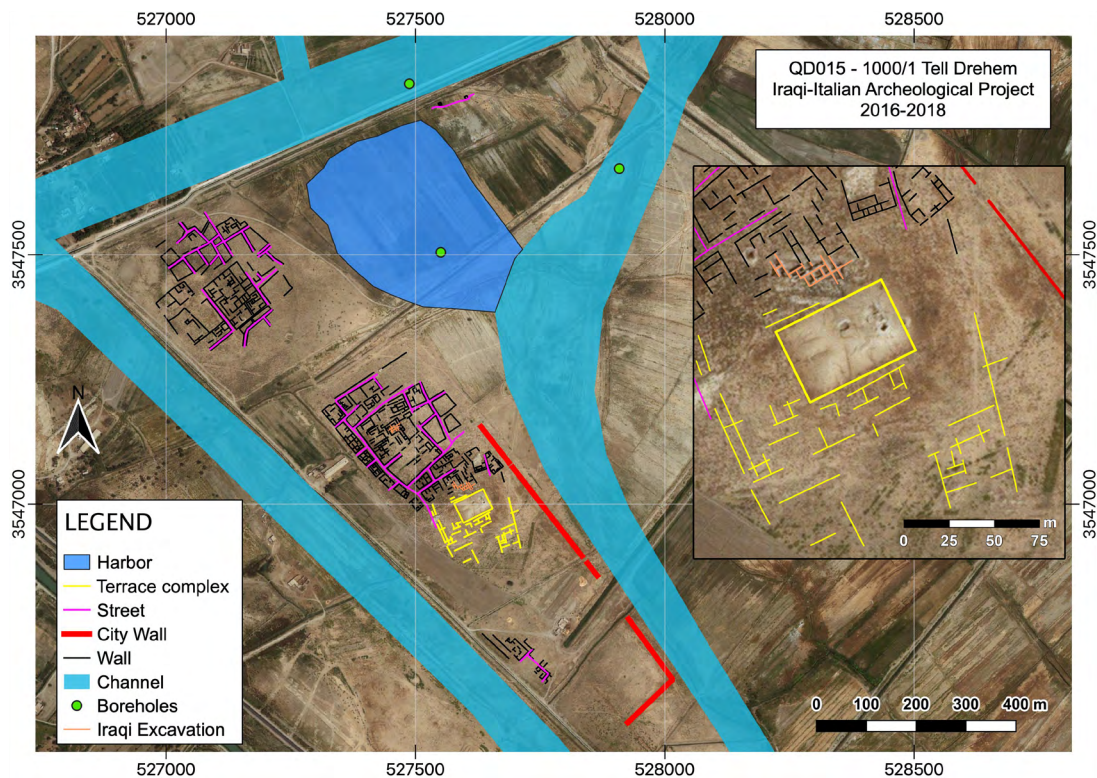 527000 527500 528000 528500
QD015 - 1000/1 Tell Drehem
Iraqi-Italian Archeological Project
2016-2018
3547500 3547500
N
3547000 3547000
LEGEND
Harbor
Terrace complex
Street
City Wall
Wall
Channel
Boreholes
Iraqi Excavation
m
0 25 50 75
0 100 200 300 400 m
527000 527500 528000 528500